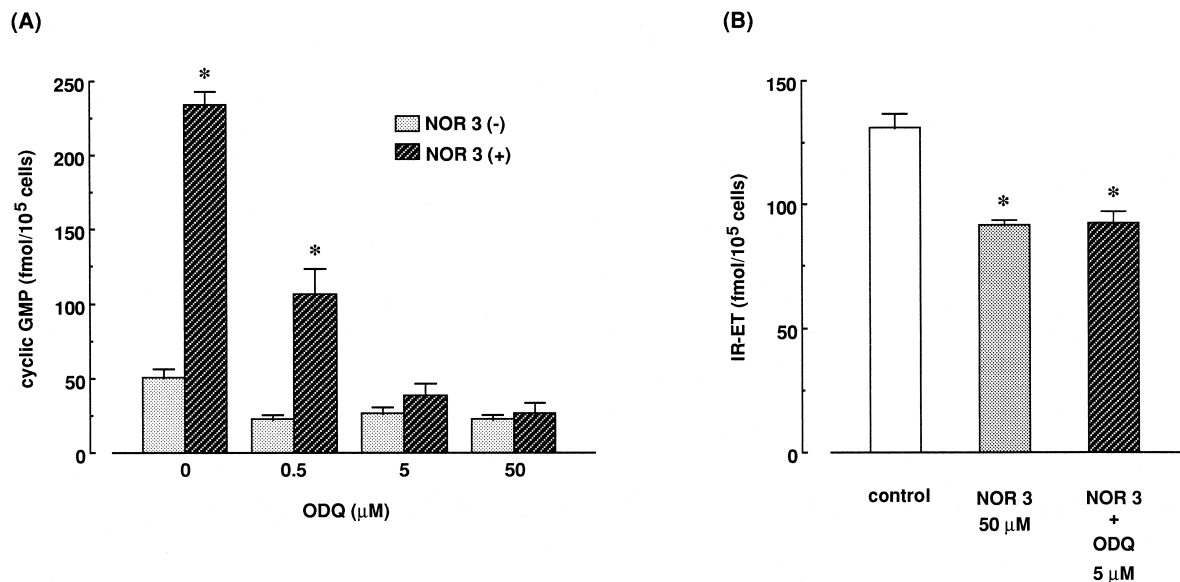 (A)
250
200
150
100
50
0
cyclic GMP (fmol/10⁵ cells)
*
*
NOR 3 (-)
NOR 3 (+)
0 0.5 5 50
ODQ (μM)
(B)
150
100
50
0
IR-ET (fmol/10⁵ cells)
*
*
control
NOR 3
50 μM
NOR 3
+
ODQ
5 μM